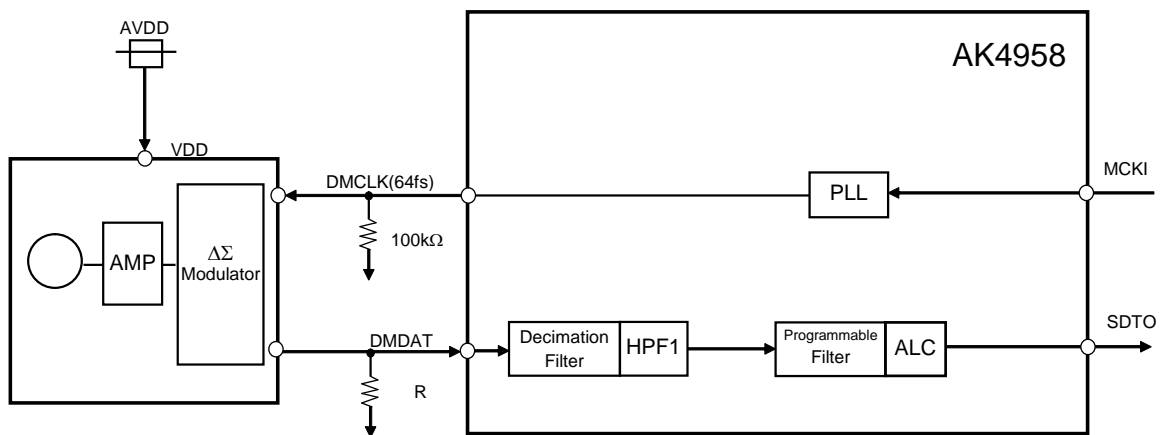 AVDD
AK4958
VDD
DMCLK(64fs)
PLL
MCKI
100kΩ
AMP
ΔΣ
Modulator
DMDAT
Decimation
Filter
HPF1
Programmable
Filter
ALC
SDTO
R